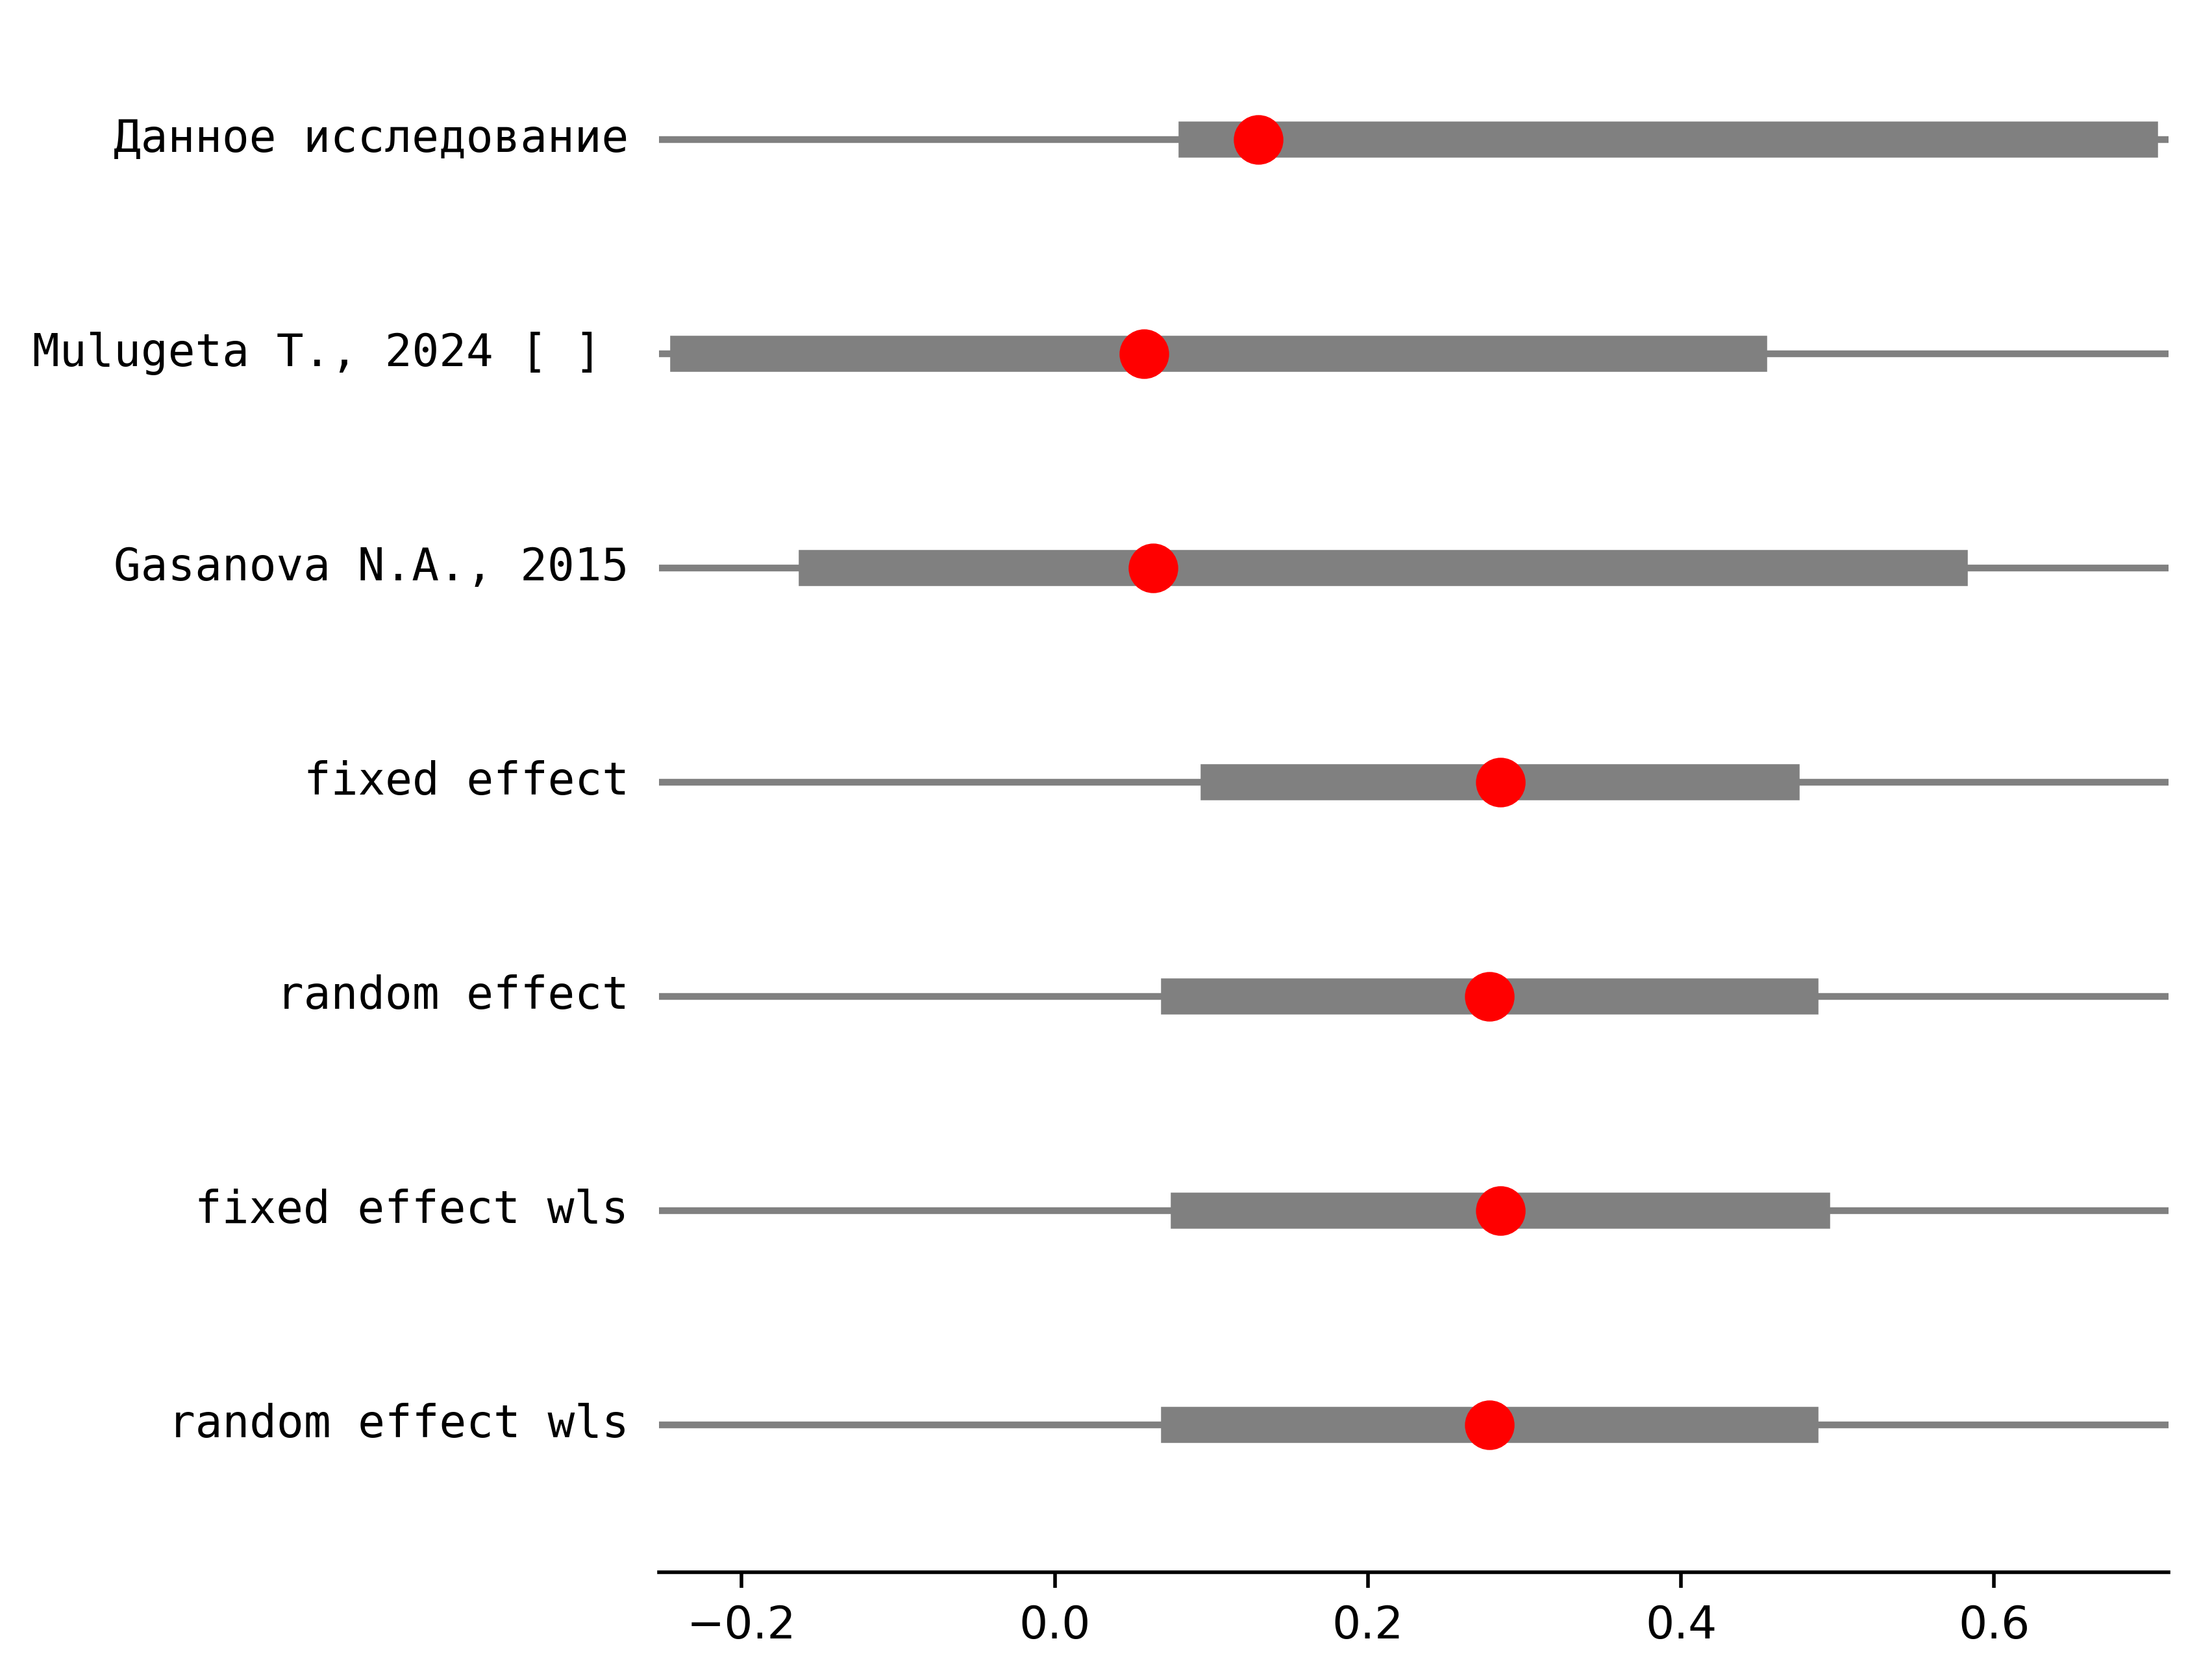 Данное исследование
Mulugeta T., 2024 [ ]
Gasanova N.A., 2015
fixed effect
random effect
fixed effect wls
random effect wls
−0.2 0.0 0.2 0.4 0.6